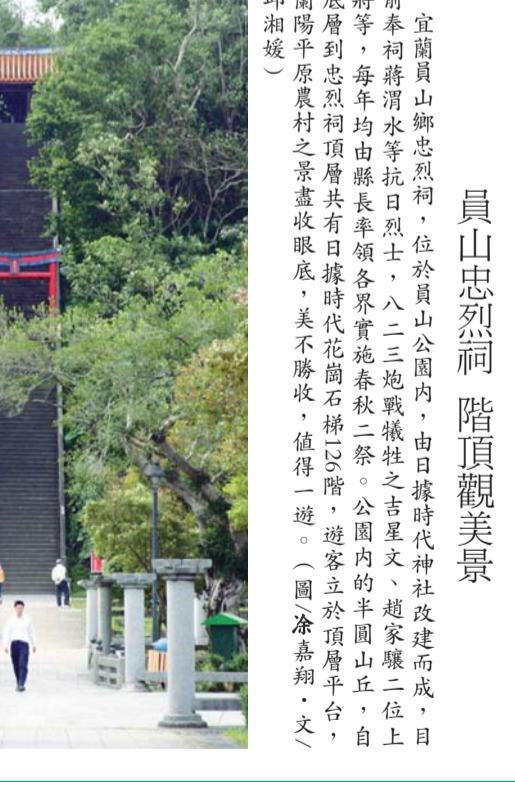 員山忠烈祠 階頂觀美景
宜蘭員山鄉忠烈祠，位於員山公園內，由日據時代神社改建而成，目
前奉祠蔣渭水等抗日烈士，八二三炮戰犧牲之吉星文、趙家驤二位上
將等，每年均由縣長率領各界實施春秋二祭。公園內的半圓山丘，自
底層到忠烈祠頂層共有日據時代花崗石梯126階，遊客立於頂層平台，
蘭陽平原農村之景盡收眼底，美不勝收，值得一遊。（圖/涂嘉翔・文/
邱湘媛）